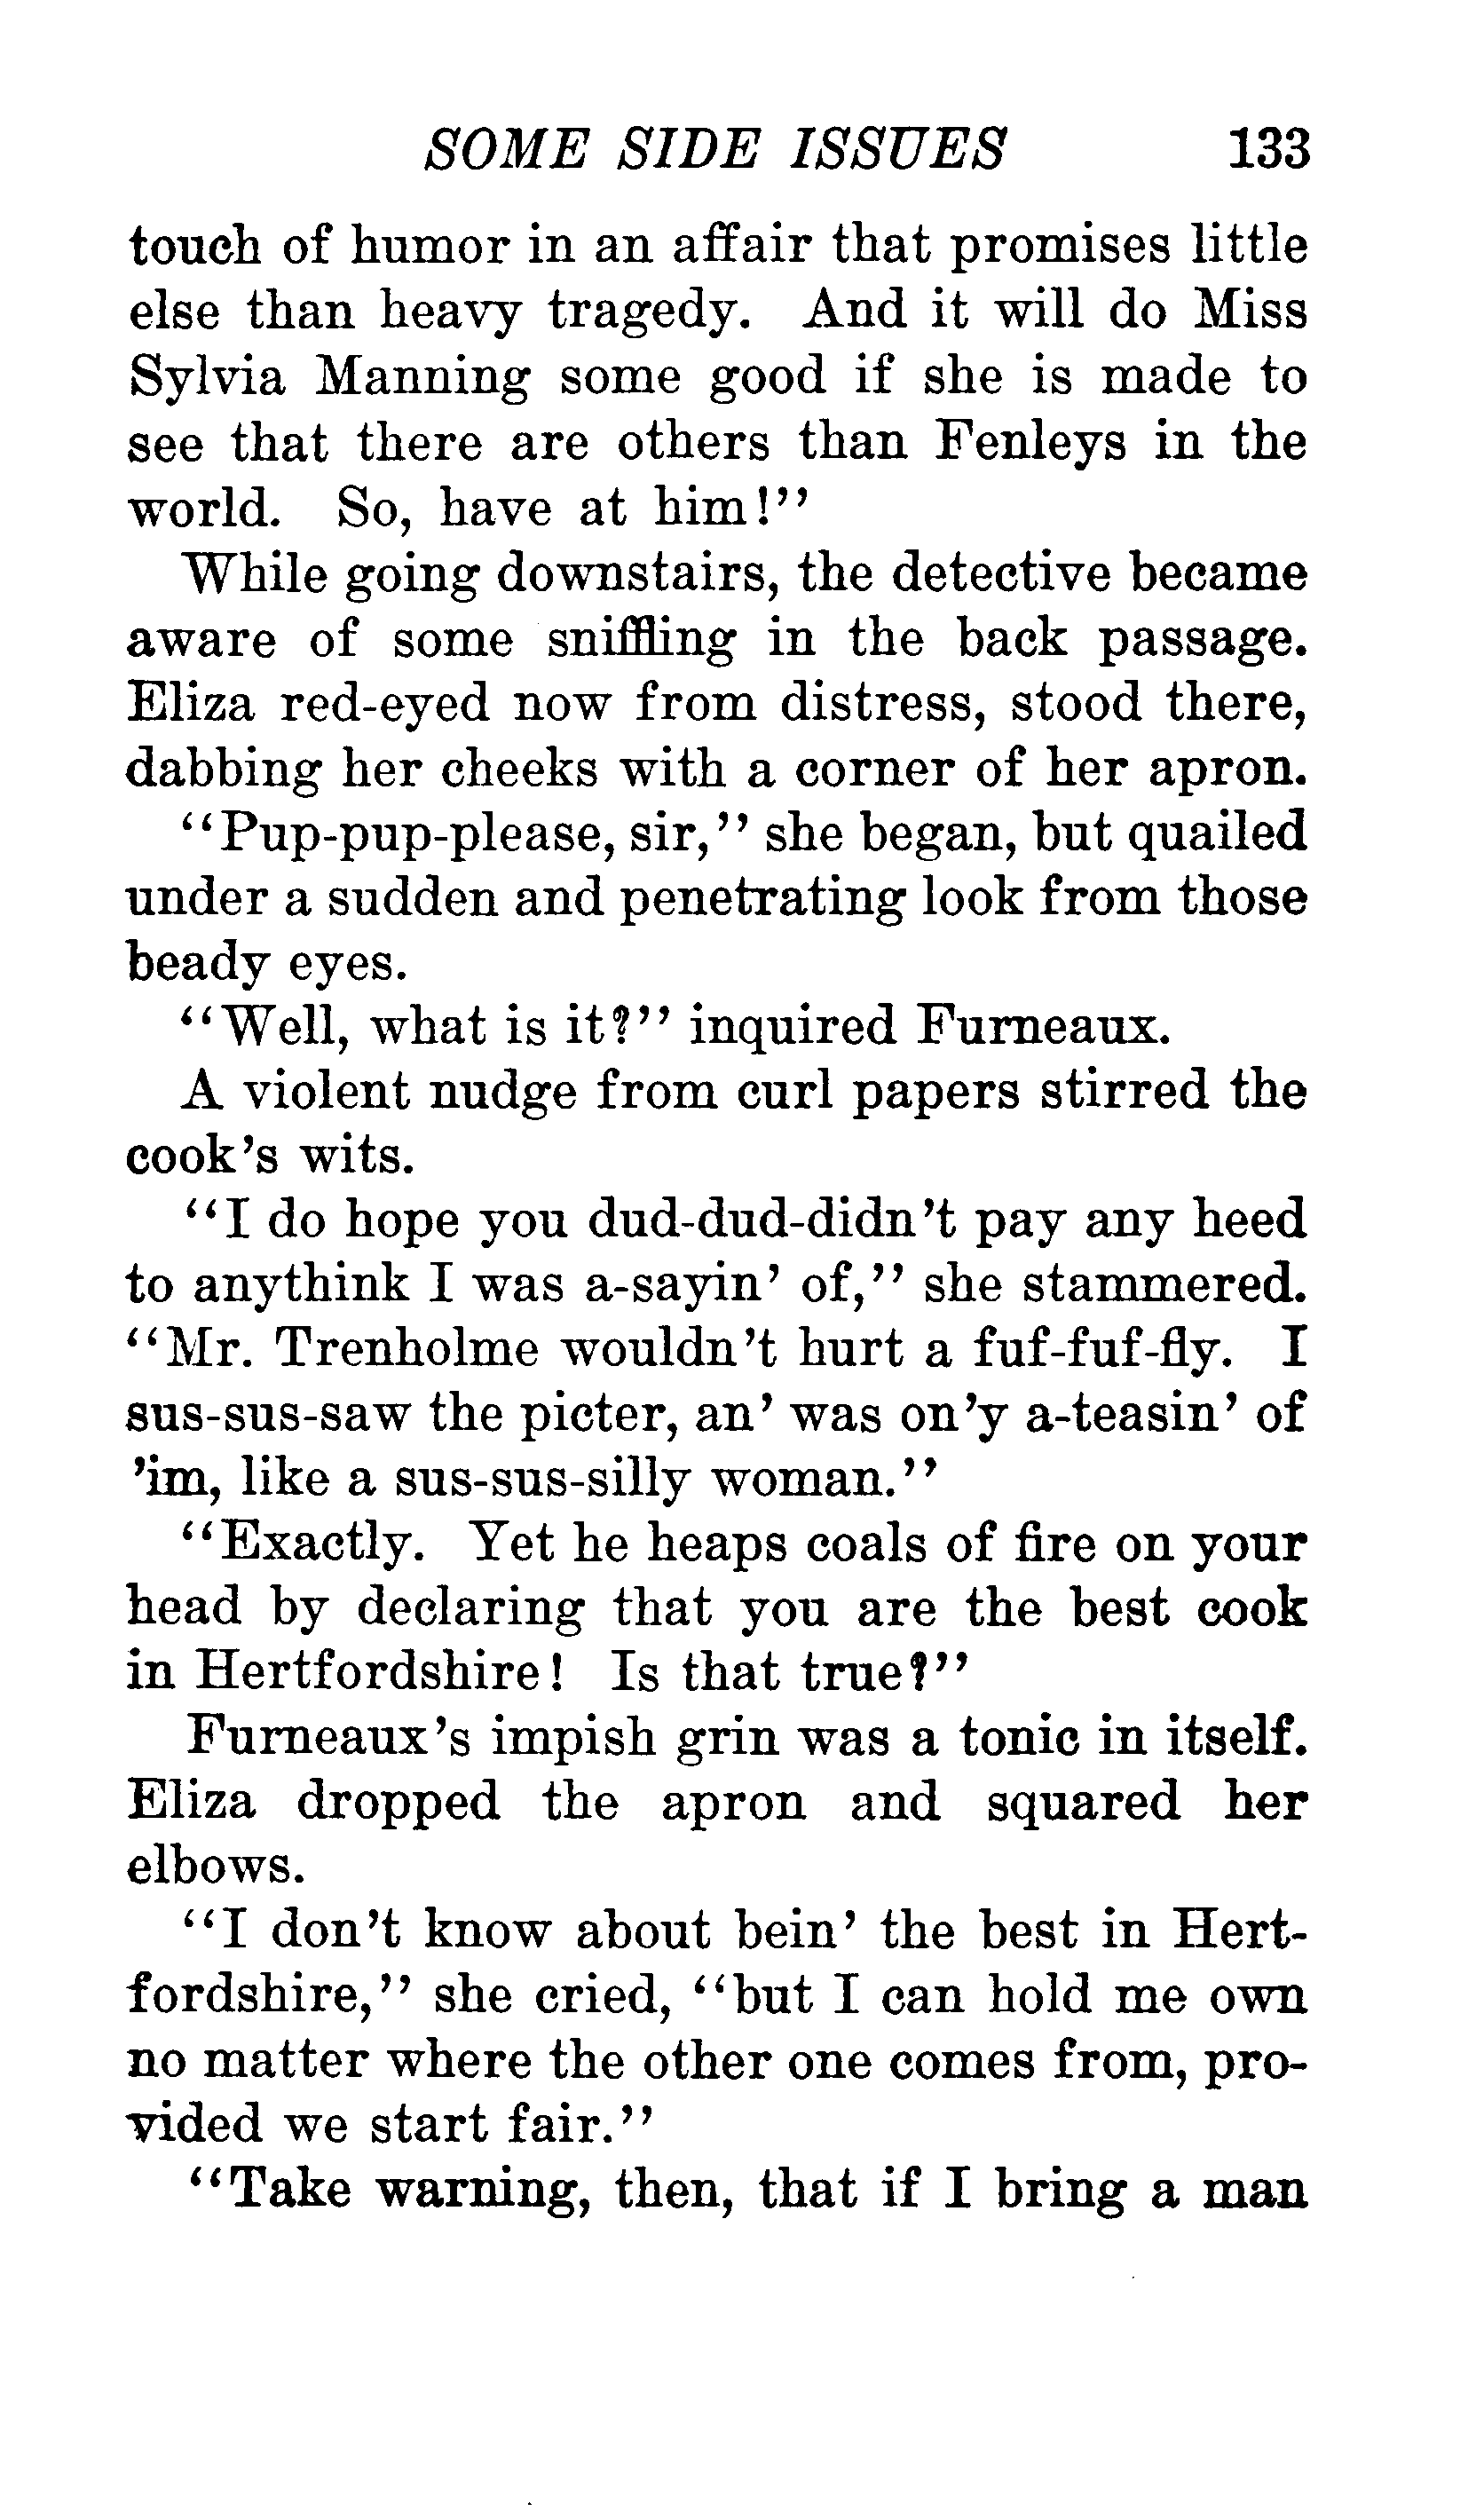 SOME SIDE ISSUES 133
touch of humor in an affair that promises little
else than heavy tragedy. And it will do Miss
Sylvia Manning some good if she is made to
see that there are others than Fenleys in the
world. So, have at him!"
While going downstairs, the detective became
aware of some sniffling in the back passage.
Eliza red-eyed now from distress, stood there,
dabbing her cheeks with a corner of her apron.
"Pup-pup-please, sir," she began, but quailed
under a sudden and penetrating look from those
beady eyes.
"Well, what is it?" inquired Furneaux.
A violent nudge from curl papers stirred the
cook's wits.
"I do hope you dud-dud-didn't pay any heed
to anythink I was a-sayin' of," she stammered.
"Mr. Trenholme wouldn't hurt a fuf-fuf-fly. I
sus-sus-saw the picter, an' was on'y a-teasin' of
'im, like a sus-sus-silly woman."
"Exactly. Yet he heaps coals of fire on your
head by declaring that you are the best cook
in Hertfordshire! Is that true?"
Furneaux's impish grin was a tonic in itself.
Eliza dropped the apron and squared her
elbows.
"I don't know about bein' the best in Hert-
fordshire," she cried, "but I can hold me own
no matter where the other one comes from, pro-
vided we start fair."
"Take warning, then, that if I bring a man